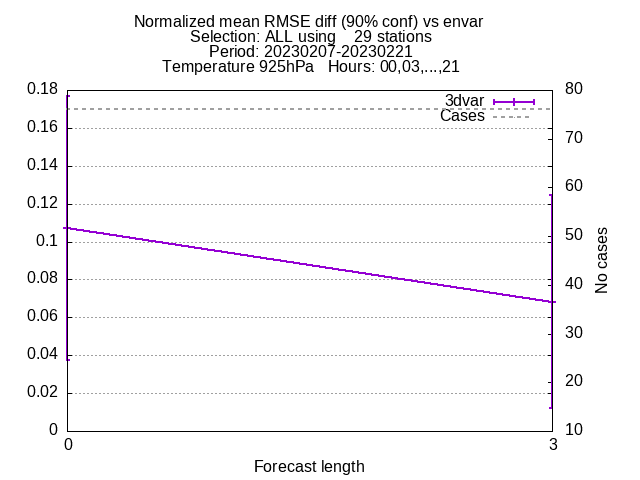 Normalized mean RMSE diff (90% conf) vs envar
Selection: ALL using    29 stations
Period: 20230207-20230221
Temperature 925hPa   Hours: 00,03,...,21
0.18
0.16
0.14
0.12
0.1
0.08
0.06
0.04
0.02
0
3dvar
Cases
80
70
60
50
40
30
20
10
No cases
0
3
Forecast length